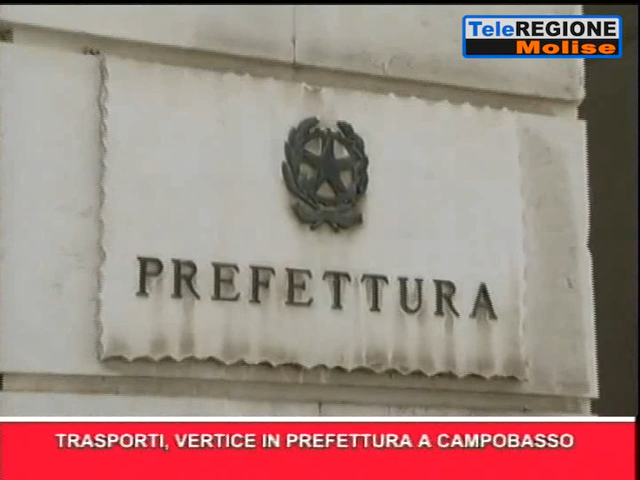 TeleREGIONE
Molise
PREFETTURA
TRASPORTI, VERTICE IN PREFETTURA A CAMPOBASSO